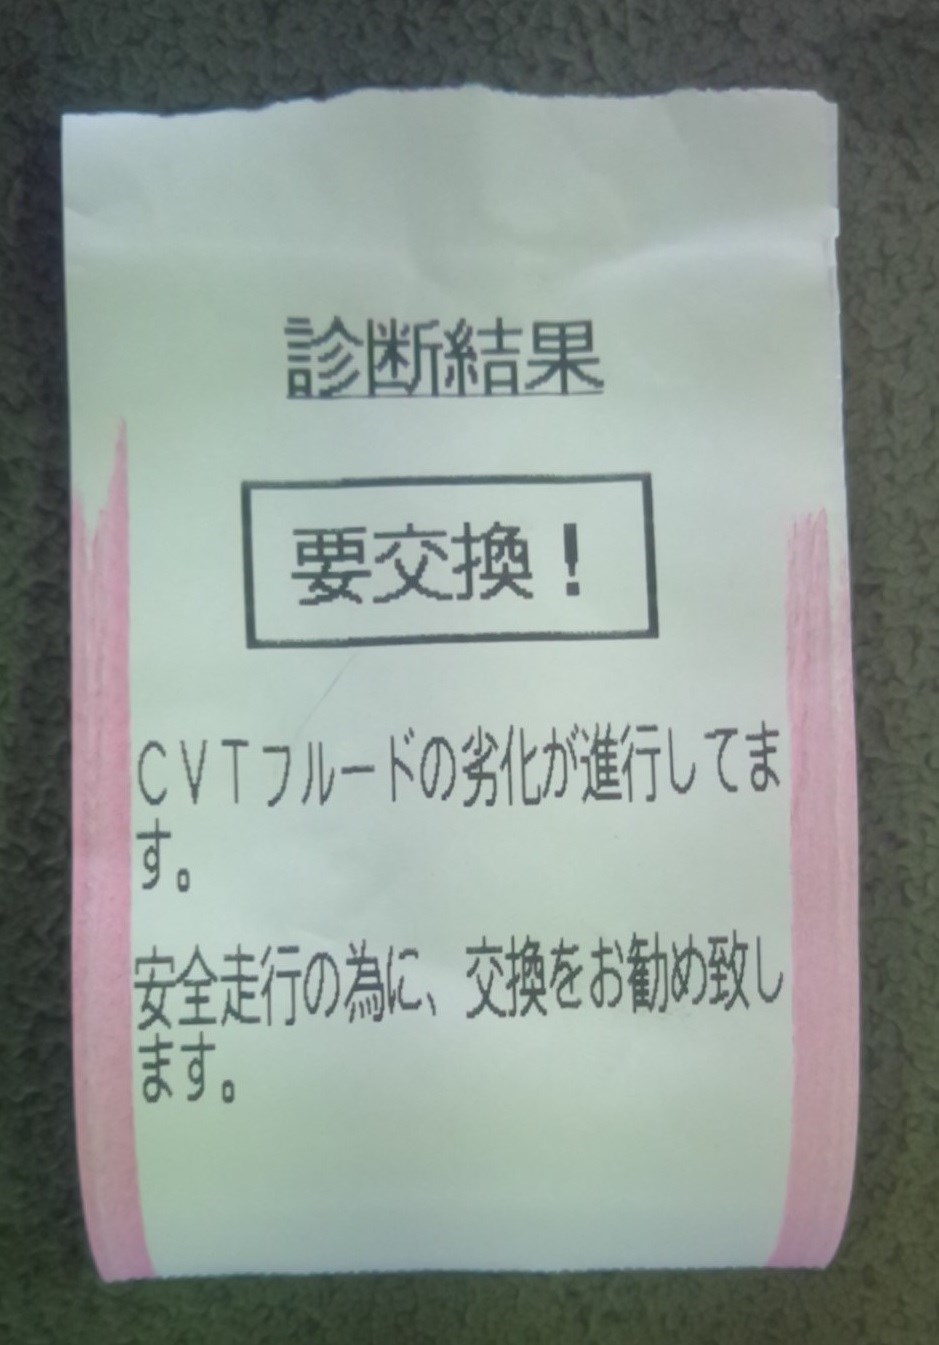 診断結果
要交換！
ＣＶＴフルードの劣化が進行してま
す。
安全走行の為に、交換をお勧め致し
ます。